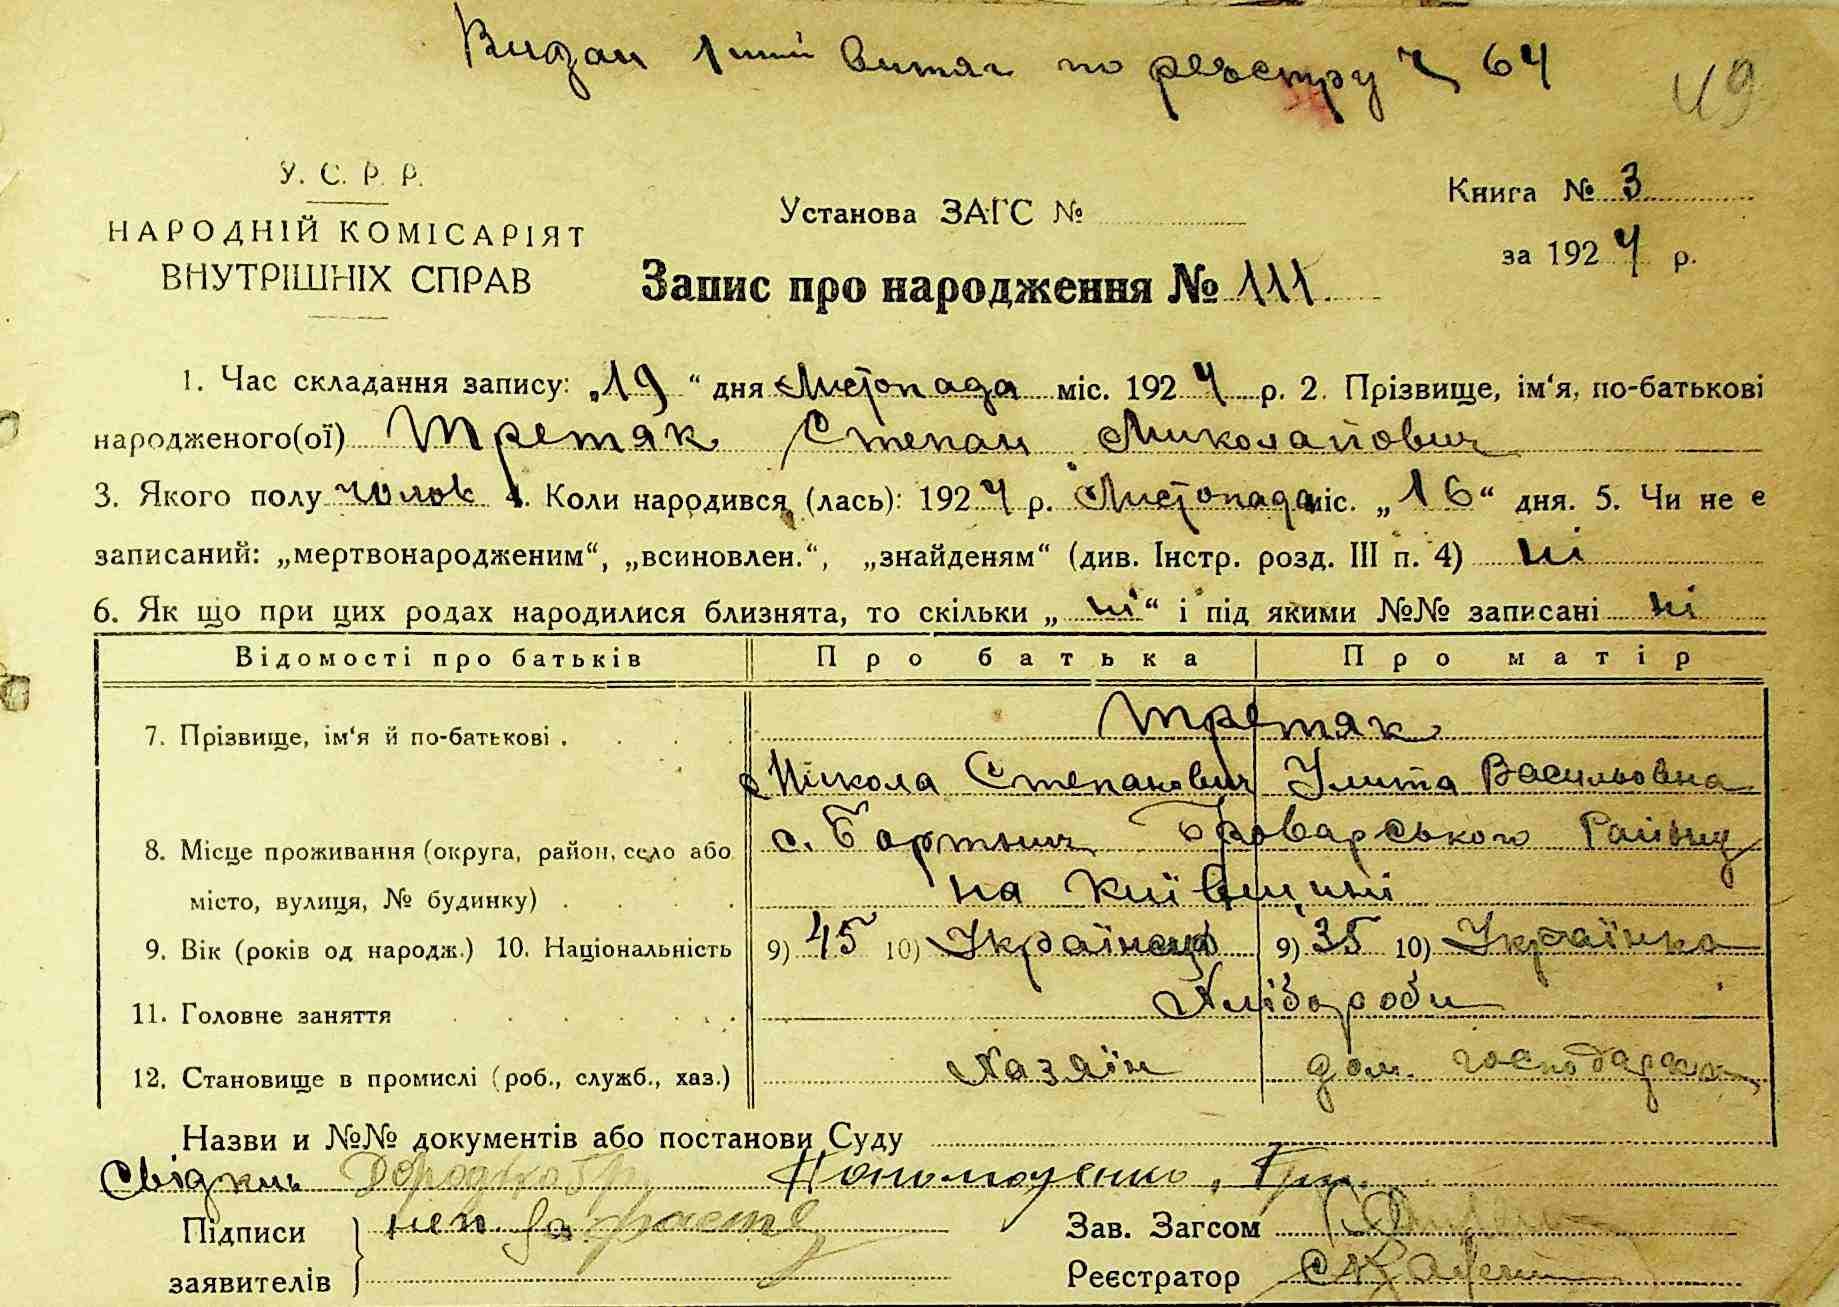 Видан 1 ший витяг по реєстру ч 64
49
У. С. Р. Р.
НАРОДНІЙ КОМІСАРІЯТ
ВНУТРІШНІХ СПРАВ
Установа ЗАГС №
Книга № 3
за 1924 р.
Запис про народження № 111
1. Час складання запису: „19“ дня Листопада міс. 1924 р. 2. Прізвище, ім‘я, по-батькові
народженого(ої) Третяк Степан Миколайович
3. Якого полу чолов 4. Коли народився (лась): 1924 р. Листопада міс. „16“ дня. 5. Чи не є
записаний: „мертвонародженим“, „всиновлен.“, „знайденям“ (див. Інстр. розд. III п. 4) ні
6. Як що при цих родах народилися близнята, то скільки „ні“ і під якими №№ записані ні
Відомості про батьків Про батька Про матір
7. Прізвище, ім‘я й по-батькові . Третяк
Микола Степанович Улита Васильовна
8. Місце проживання (округа, район, село або с. Бортнич Броварського Району
місто, вулиця, № будинку) . на Київщині
9. Вік (років од народж.) 10. Національність 9) 45 10) Українець 9) 35 10) Українка
11. Головне заняття Хлібороби
12. Становище в промислі (роб., служб., хаз.) Хазяїн дом. господарка
Назви и №№ документів або постанови Суду
Свідкиь Пономаренко, Гри.
Підписи
заявителів
Зав. Загсом
Реєстратор